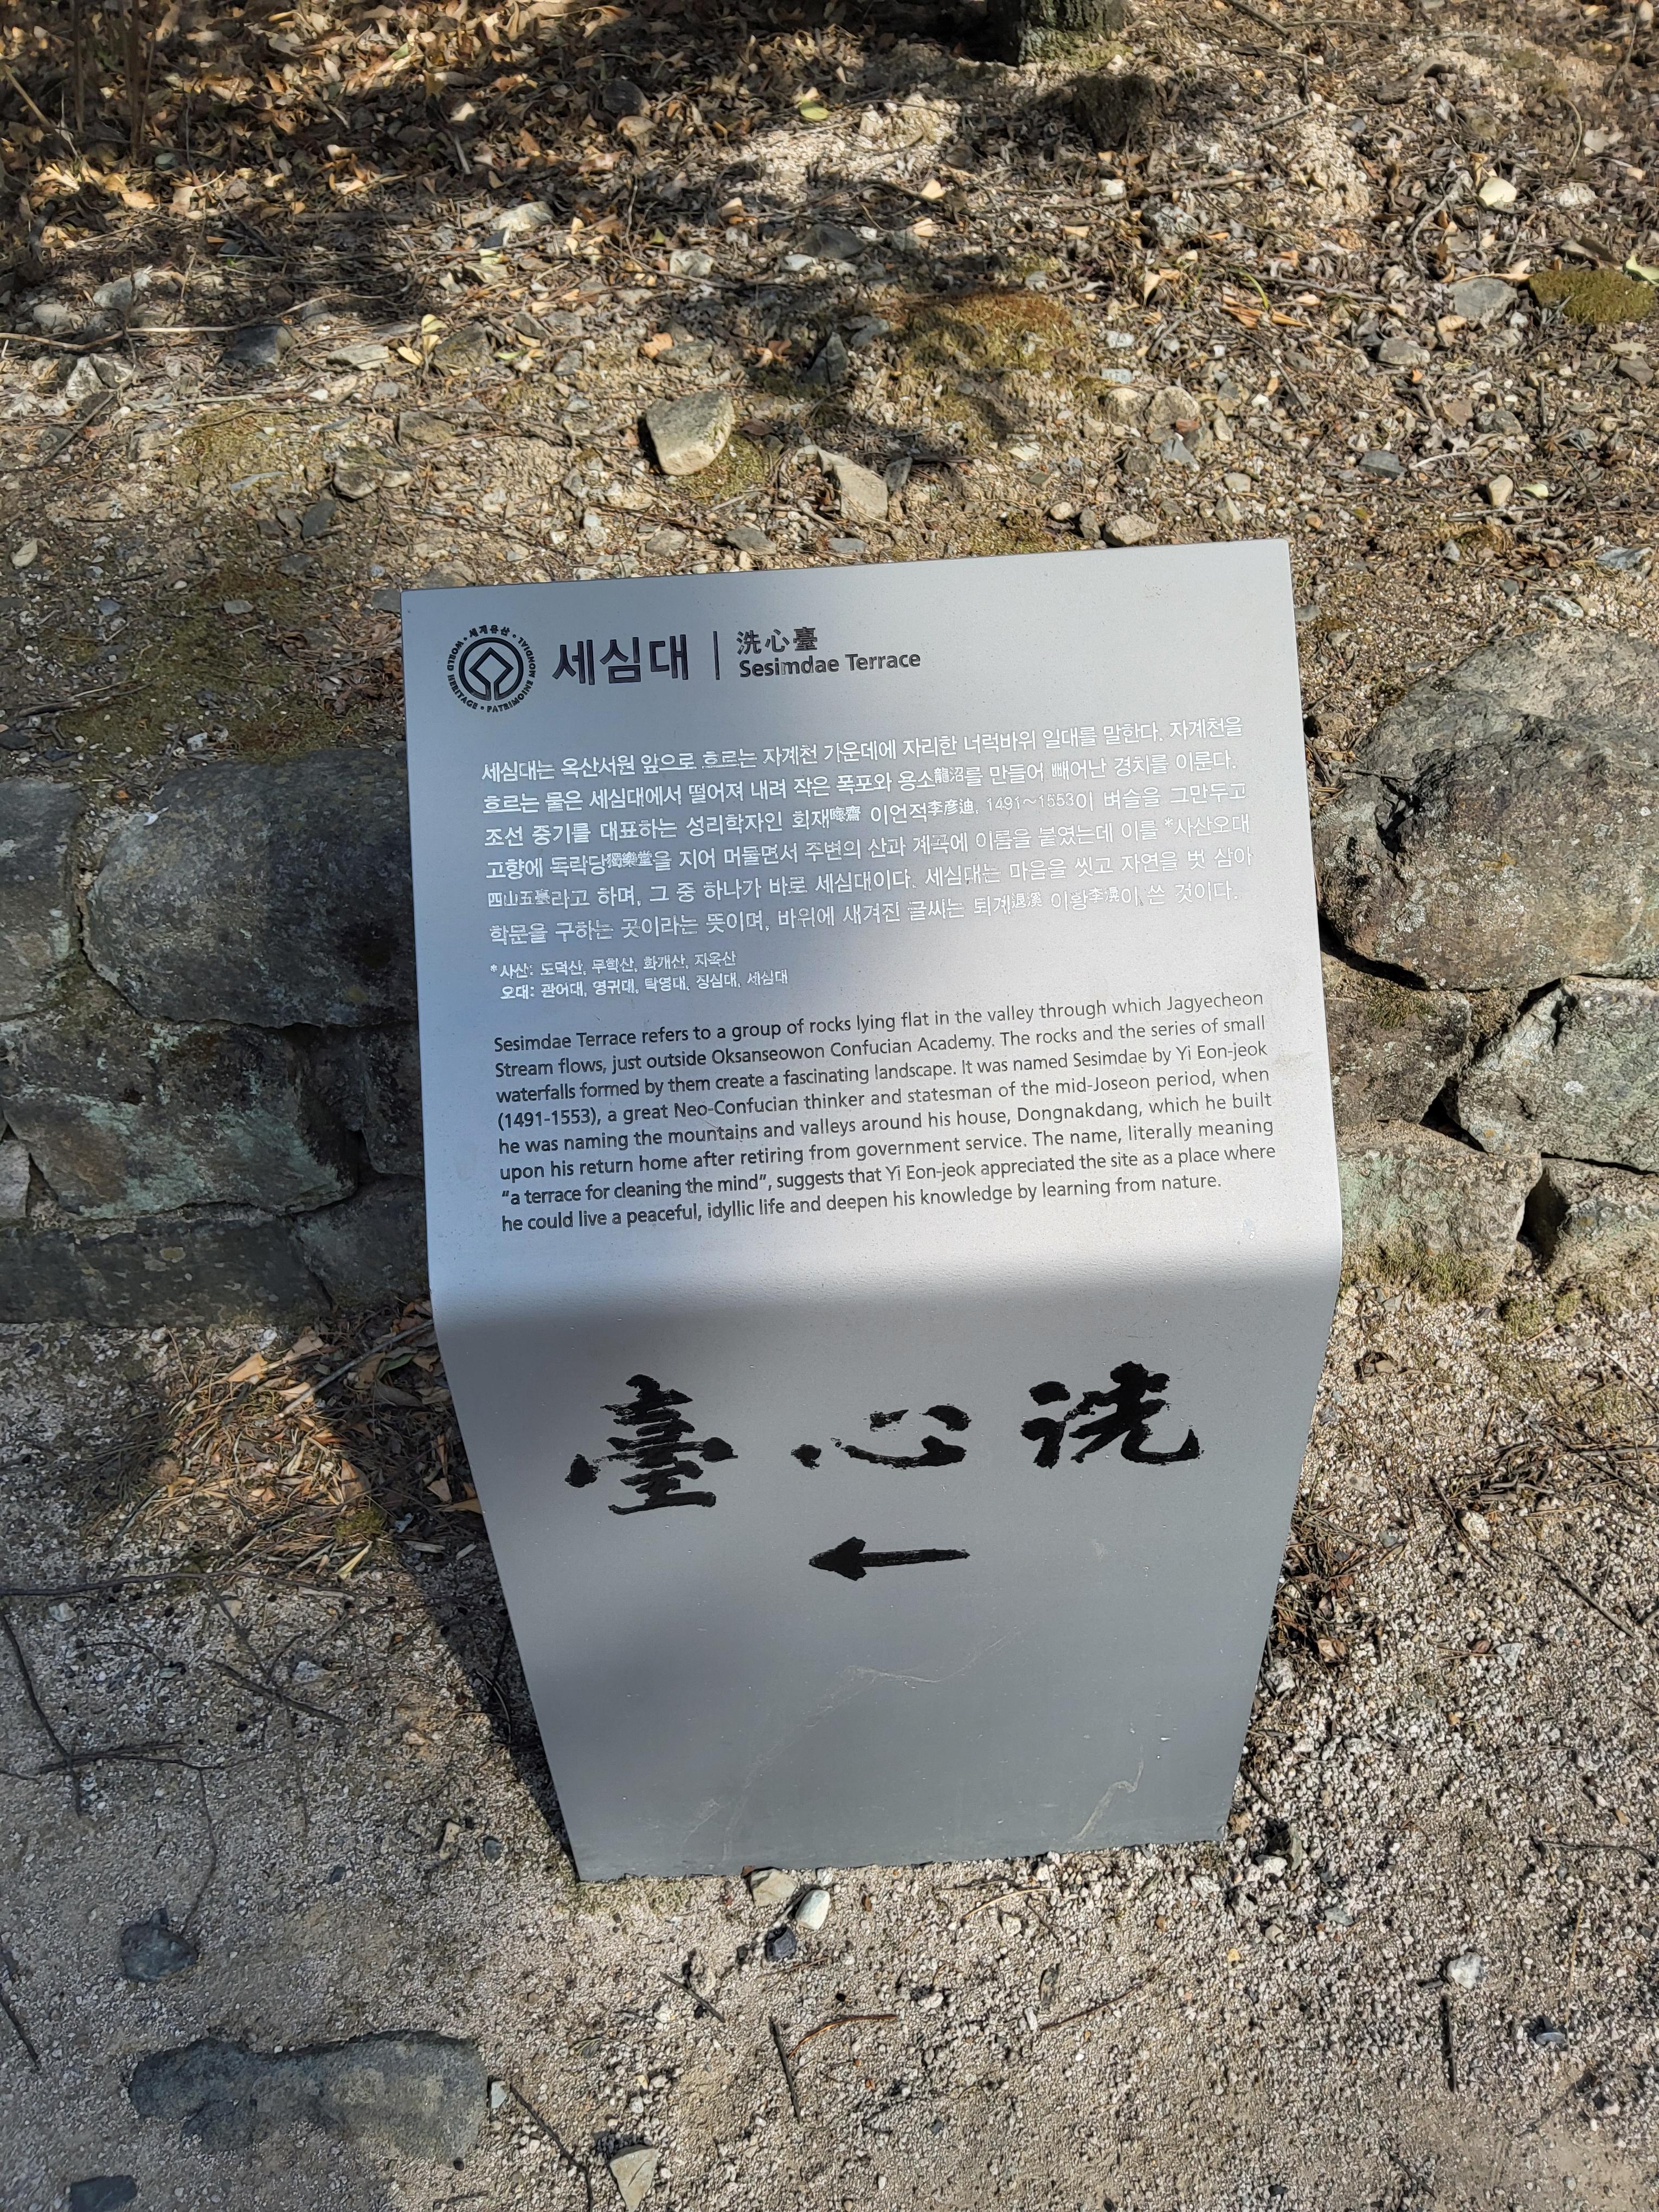 세계유산 • WORLD HERITAGE • PATRIMOINE MONDIAL
세심대
洗心臺
Sesimdae Terrace
세심대는 옥산서원 앞으로 흐르는 자계천 가운데에 자리한 너럭바위 일대를 말한다. 자계천을
흐르는 물은 세심대에서 떨어져 내려 작은 폭포와 용소龍沼를 만들어 빼어난 경치를 이룬다.
조선 중기를 대표하는 성리학자인 회재晦齋 이언적李彦迪, 1491~1553이 벼슬을 그만두고
고향에 독락당獨樂堂을 지어 머물면서 주변의 산과 계곡에 이름을 붙였는데 이를 *사산오대
四山五臺라고 하며, 그 중 하나가 바로 세심대이다. 세심대는 마음을 씻고 자연을 벗 삼아
학문을 구하는 곳이라는 뜻이며, 바위에 새겨진 글씨는 퇴계退溪 이황李滉이 쓴 것이다.
*사산: 도덕산, 무학산, 화개산, 자옥산
오대: 관어대, 영귀대, 탁영대, 징심대, 세심대
Sesimdae Terrace refers to a group of rocks lying flat in the valley through which Jagyecheon
Stream flows, just outside Oksanseowon Confucian Academy. The rocks and the series of small
waterfalls formed by them create a fascinating landscape. It was named Sesimdae by Yi Eon-jeok
(1491-1553), a great Neo-Confucian thinker and statesman of the mid-Joseon period, when
he was naming the mountains and valleys around his house, Dongnakdang, which he built
upon his return home after retiring from government service. The name, literally meaning
“a terrace for cleaning the mind”, suggests that Yi Eon-jeok appreciated the site as a place where
he could live a peaceful, idyllic life and deepen his knowledge by learning from nature.
臺心洗